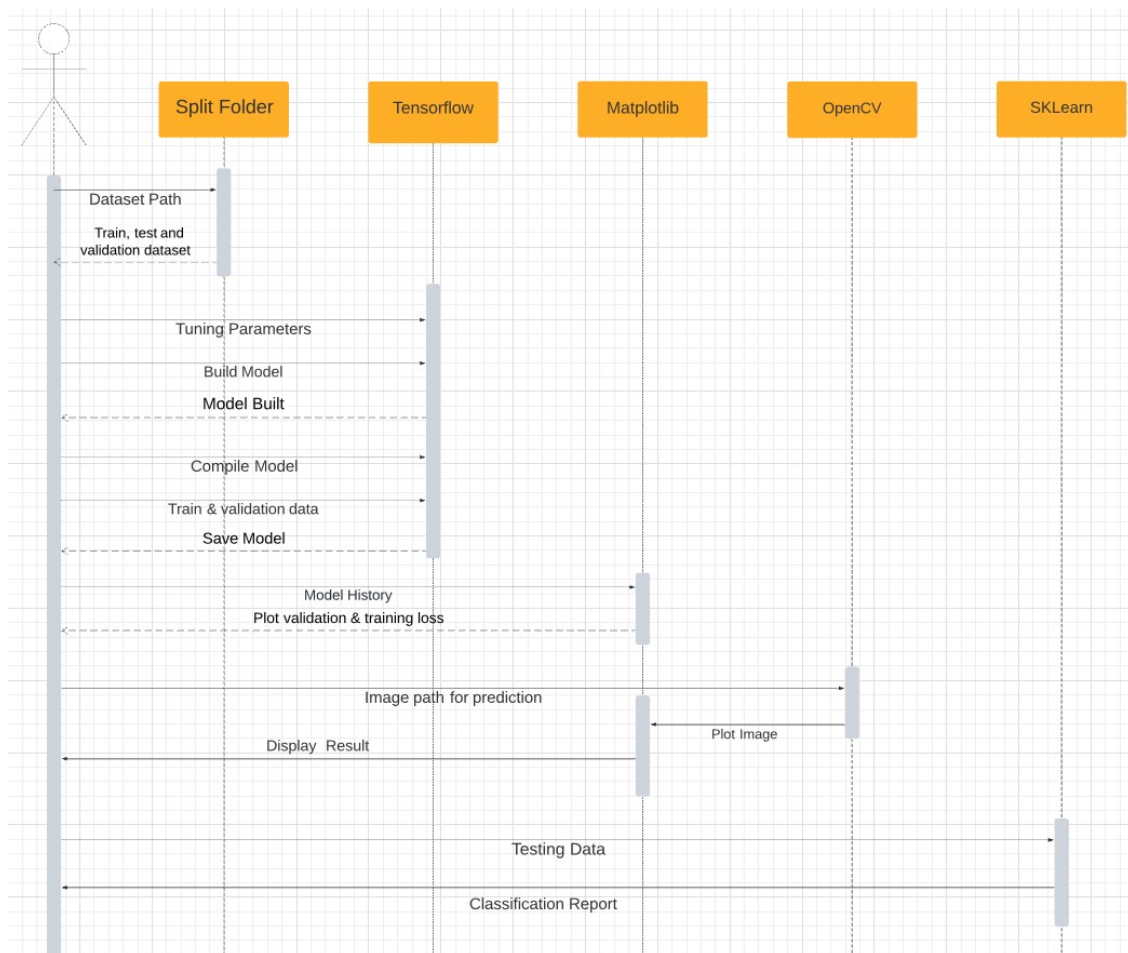 Split Folder
Tensorflow
Matplotlib
OpenCV
SKLearn
Dataset Path
Train, test and
validation dataset
Tuning Parameters
Build Model
Model Built
Compile Model
Train & validation data
Save Model
Model History
Plot validation & training loss
Image path for prediction
Plot Image
Display Result
Testing Data
Classification Report